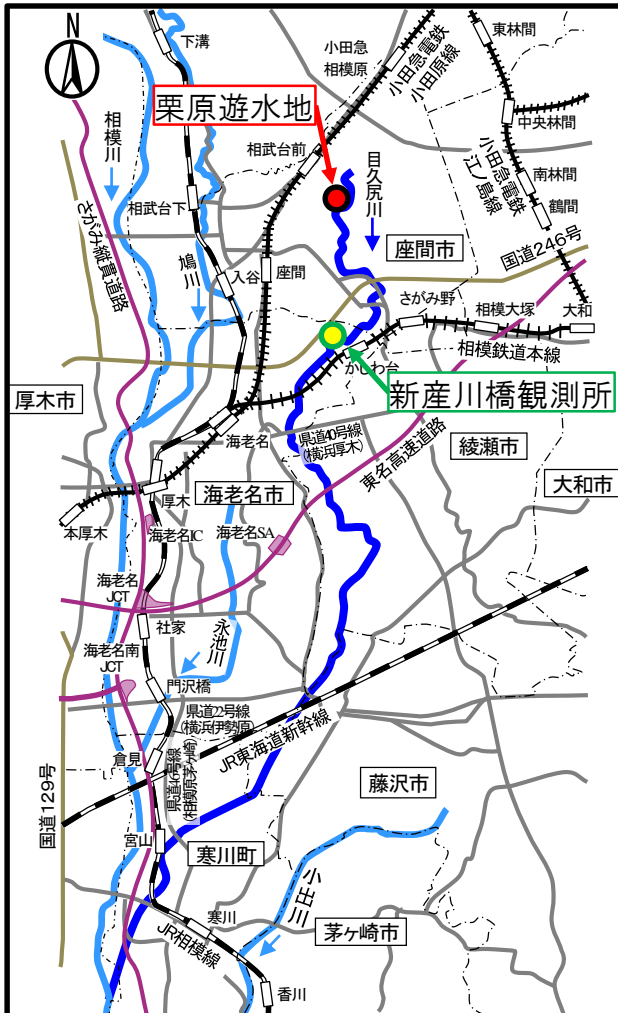 N
下溝
小田急
相模原
小田急電鉄
小田原線
東林間
中央林間
小田急電鉄
江ノ島線
南林間
鶴間
栗原遊水地
相模川
相武台前
目久尻川
さがみ縦貫道路
相武台下
座間市
国道246号
鳩川
入谷
座間
さがみ野
相模大塚
大和
相模鉄道本線
かしわ台
厚木市
新産川橋観測所
海老名
県道40号線
(横浜厚木)
東名高速道路
綾瀬市
大和市
厚木
海老名市
本厚木
海老名IC
海老名SA
海老名
JCT
社家
永池川
海老名南
JCT
門沢橋
県道22号線
(横浜伊勢原)
JR東海道新幹線
倉見
県道46号線
(相模原茅ヶ崎)
国道129号
藤沢市
宮山
寒川町
小出川
寒川
茅ヶ崎市
JR相模線
香川